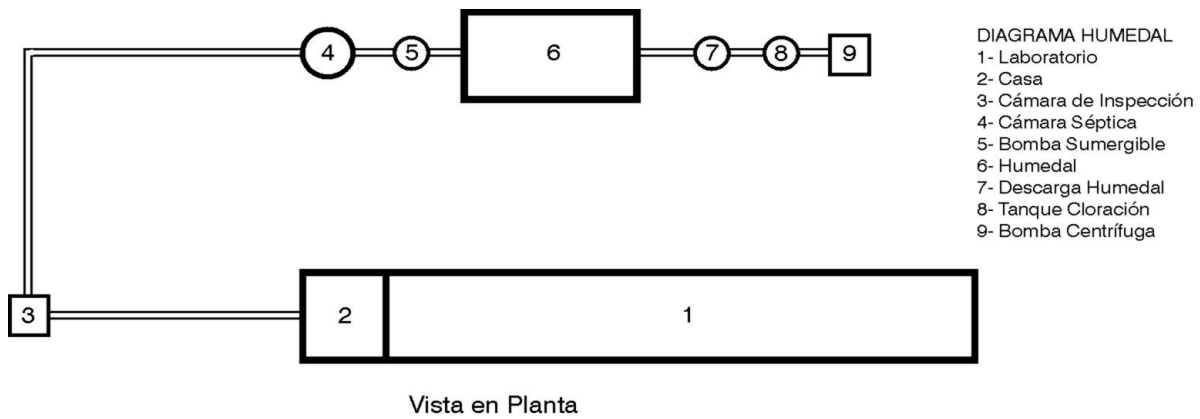 4
5
6
7
8
9
DIAGRAMA HUMEDAL
1- Laboratorio
2- Casa
3- Cámara de Inspección
4- Cámara Séptica
5- Bomba Sumergible
6- Humedal
7- Descarga Humedal
8- Tanque Cloración
9- Bomba Centrífuga
3
2
1
Vista en Planta